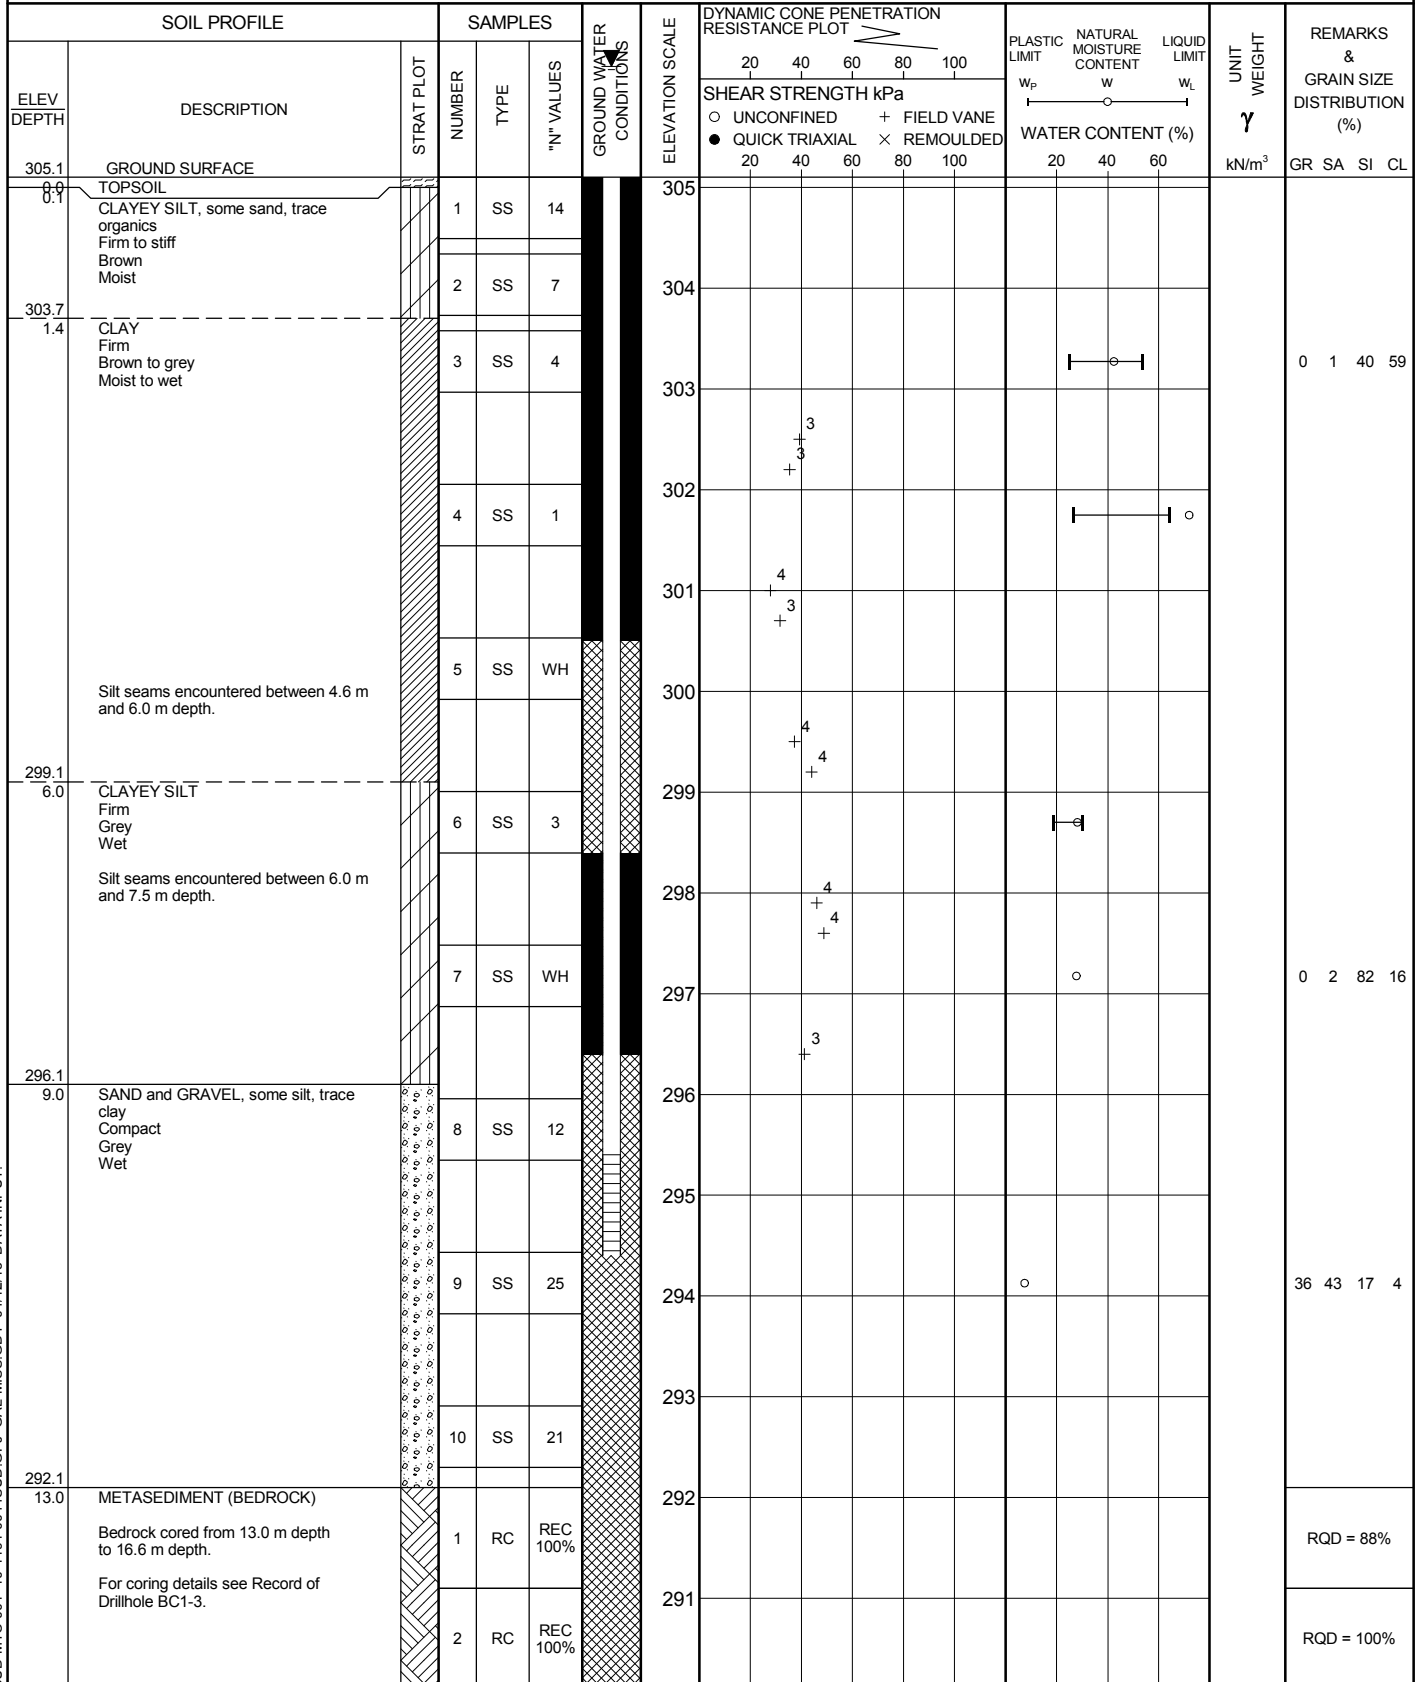 SOIL PROFILE
SAMPLES
GROUND WATER
CONDITIONS
ELEVATION SCALE
DYNAMIC CONE PENETRATION
RESISTANCE PLOT
20 40 60 80 100
SHEAR STRENGTH kPa
○ UNCONFINED + FIELD VANE
● QUICK TRIAXIAL × REMOULDED
20 40 60 80 100
PLASTIC
LIMIT
NATURAL
MOISTURE
CONTENT
LIQUID
LIMIT
WP W WL
WATER CONTENT (%)
20 40 60
UNIT
WEIGHT
γ
kN/m³
REMARKS
&
GRAIN SIZE
DISTRIBUTION
(%)
GR SA SI CL
ELEV
DEPTH
DESCRIPTION
STRAT PLOT
NUMBER
TYPE
"N" VALUES
305.1 GROUND SURFACE
0.0 TOPSOIL
0.1
CLAYEY SILT, some sand, trace
organics
Firm to stiff
Brown
Moist
1 SS 14
2 SS 7
305
304
303.7
1.4 CLAY
Firm
Brown to grey
Moist to wet
3 SS 4
0 1 40 59
303
3
3
302
4 SS 1
4
301
3
5 SS WH
Silt seams encountered between 4.6 m
and 6.0 m depth.
300
4
4
299.1
6.0 CLAYEY SILT
Firm
Grey
Wet
299
6 SS 3
Silt seams encountered between 6.0 m
and 7.5 m depth.
298
4
4
7 SS WH
0 2 82 16
297
3
296.1
9.0 SAND and GRAVEL, some silt, trace
clay
Compact
Grey
Wet
296
8 SS 12
295
9 SS 25
36 43 17 4
294
293
10 SS 21
292.1
13.0 METASEDIMENT (BEDROCK)
292
Bedrock cored from 13.0 m depth
to 16.6 m depth.
1 RC REC
100%
RQD = 88%
For coring details see Record of
Drillhole BC1-3.
291
2 RC REC
100%
RQD = 100%